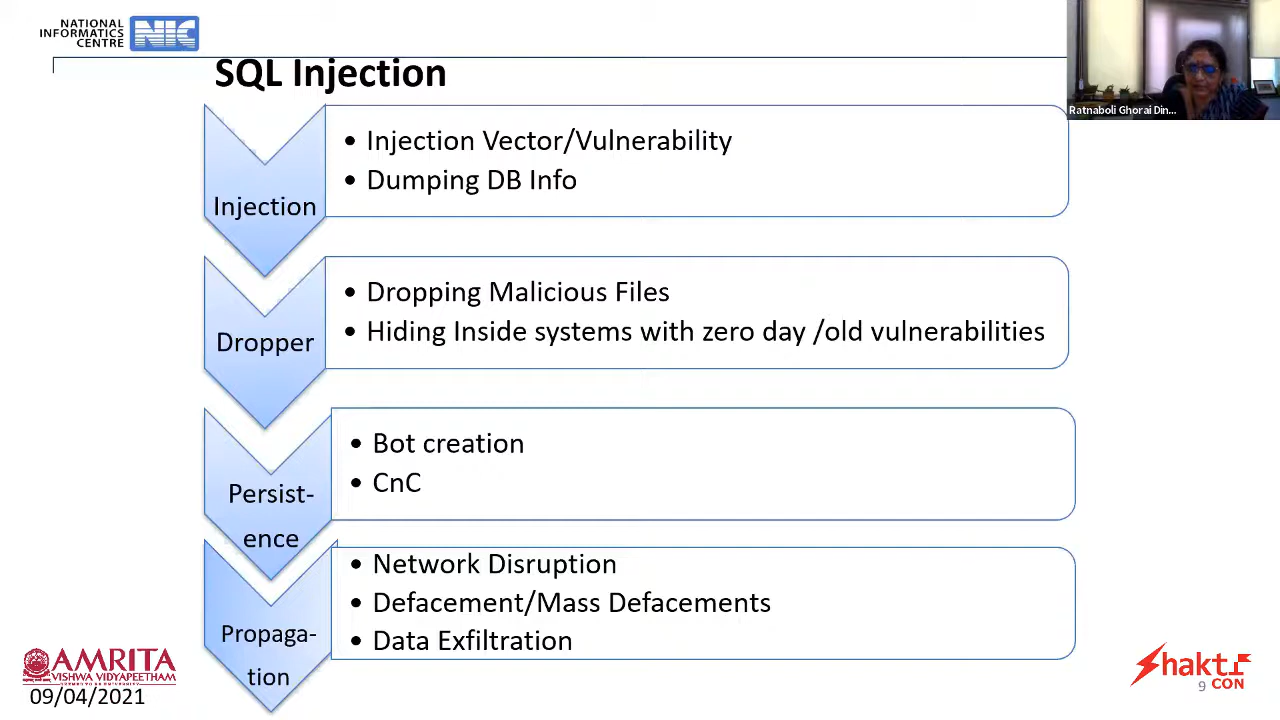 NATIONAL
INFORMATICS
CENTRE
NIC
SQL Injection
Ratnaboli Ghorai Din...
Injection
• Injection Vector/Vulnerability
• Dumping DB Info
Dropper
• Dropping Malicious Files
• Hiding Inside systems with zero day /old vulnerabilities
Persist-
ence
• Bot creation
• CnC
Propaga-
tion
• Network Disruption
• Defacement/Mass Defacements
• Data Exfiltration
AMRITA
VISHWA VIDYAPEETHAM
09/04/2021
Shakti
CON
9